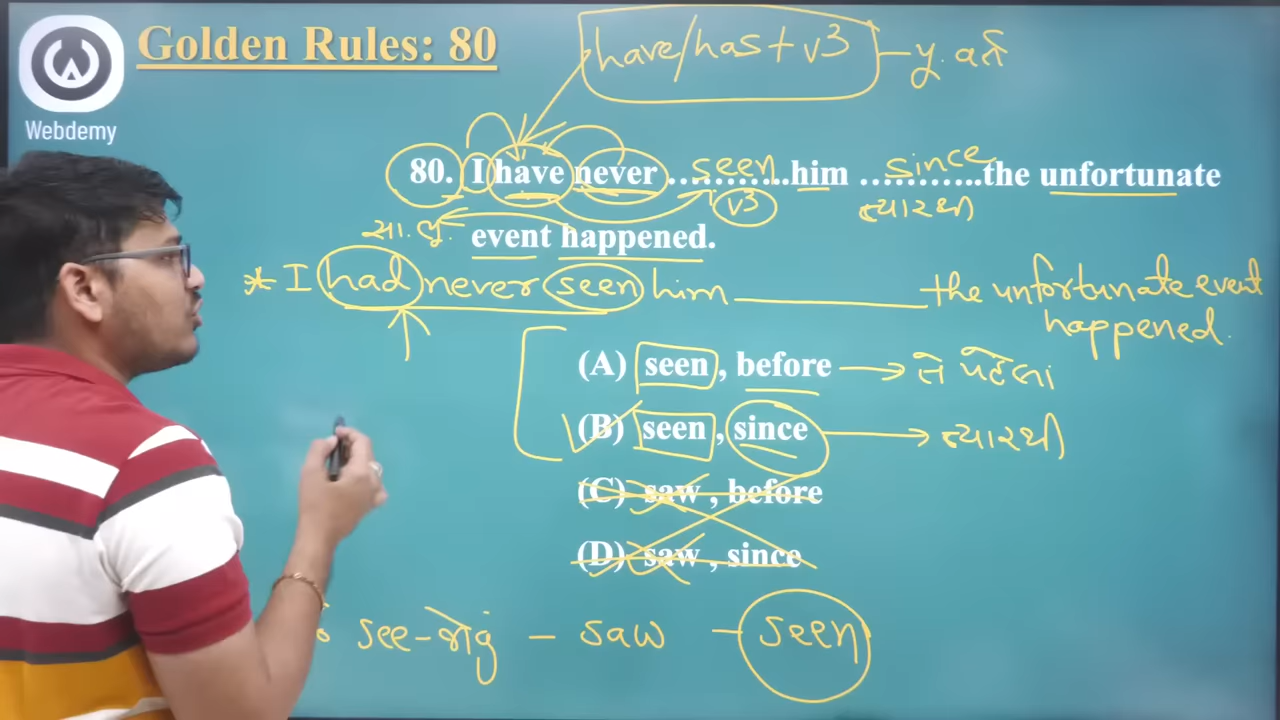 Golden Rules: 80
have/has + v3 – પૂ. વર્ત
Webdemy
80. I have never ………..him ………..the unfortunate
seen since
v3 ત્યારથી
સા. ભૂ. event happened.
* I had never seen him ________ the unfortunate event
happened.
(A) seen , before → તે પહેલા
(B) seen , since → ત્યારથી
(C) saw , before
(D) saw , since
see - જોવું - saw - seen